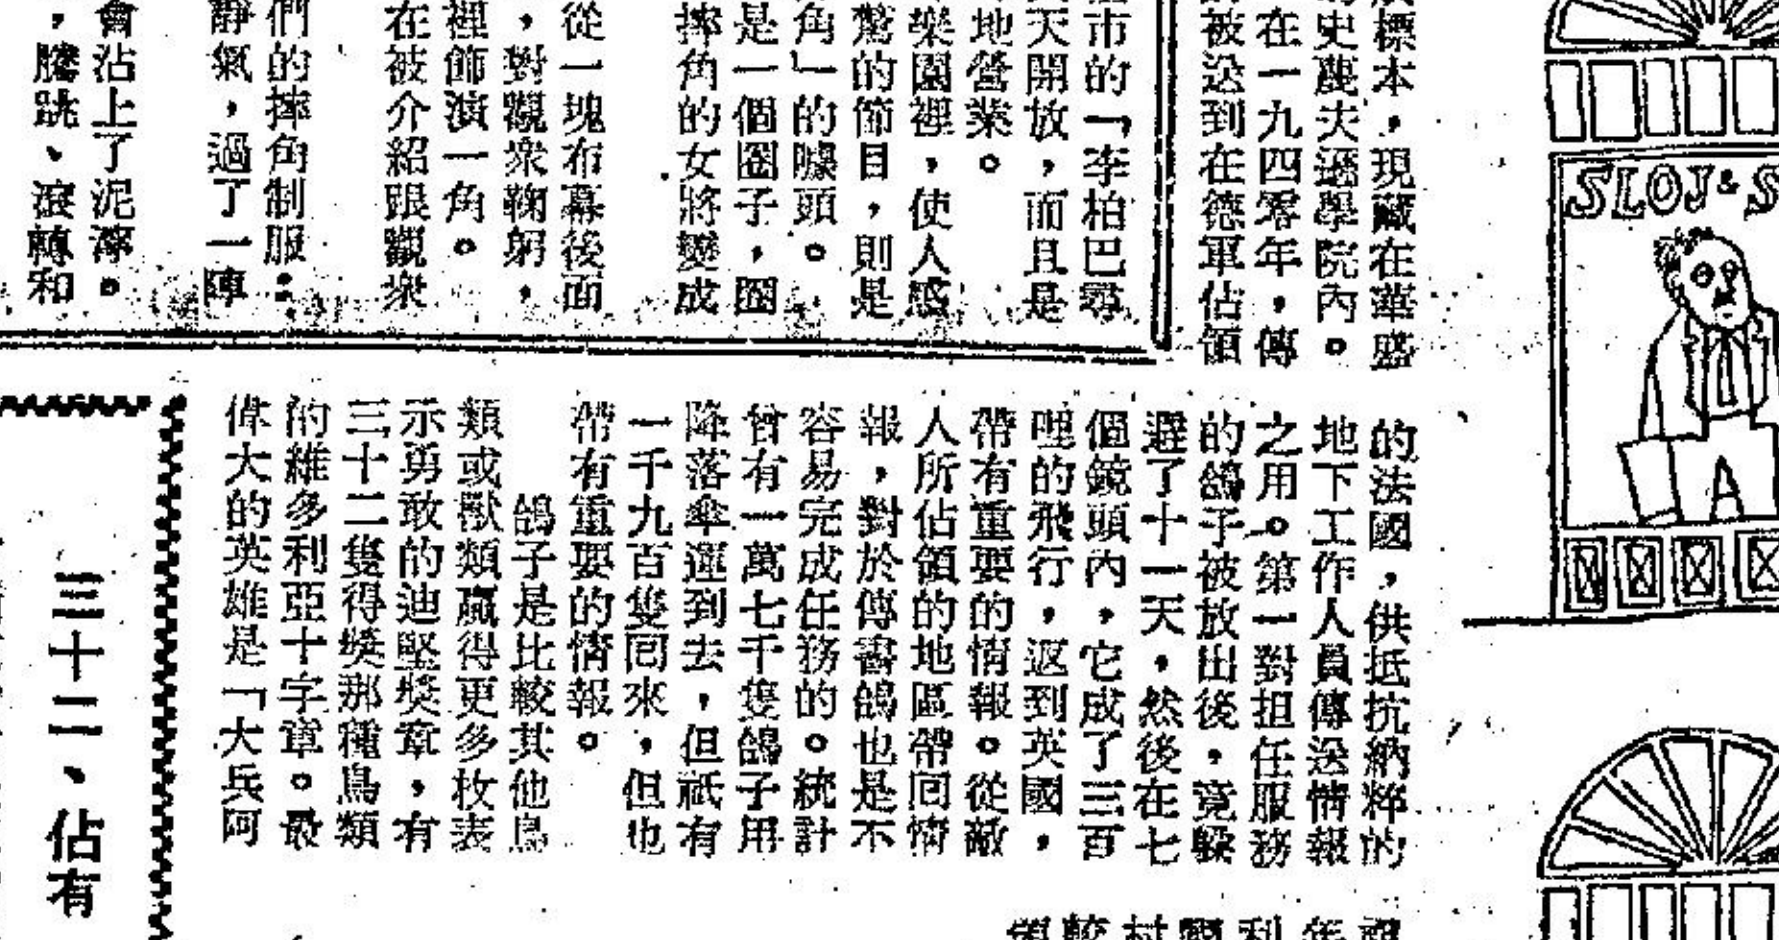 標本，現藏在華盛
史蔑夫遜學院內。
在一九四零年，傳
被送到在德軍佔領
的法國，供抵抗納粹的
地下工作人員傳送情報
之用。第一對担任服務
的鴿子被放出後，竟躲
避了十一天，然後在七
個鏡頭內，它成了三百
哩的飛行，返到英國，
帶有重要的情報。從敵
人所佔領的地區帶回情
報，對於傳書鴿也是不
容易完成任務的。統計
曾有一萬七千隻鴿子用
降落傘運到去，但祇有
一千九百隻回來，但也
帶有重要的情報。
鴿子是比較其他鳥
類或獸類贏得更多枚表
示勇敢的迪堅獎章，有
三十二隻得獎那種鳥類
的維多利亞十字章。最
偉大的英雄是「大兵阿
市的「李柏巴尋
天開放，而且是
地營業。
樂園裡，使人感
驚的節目，則是
角」的噱頭。
是一個圈子，圈
摔角的女將變成
從一塊布幕後面
，對觀衆鞠躬，
裡飾演一角。
在被介紹跟觀衆
們的摔角制服：
靜氣，過了一陣
會沾上了泥濘。
，騰跳、滾轉和
三十二、佔有
SLOJ & S